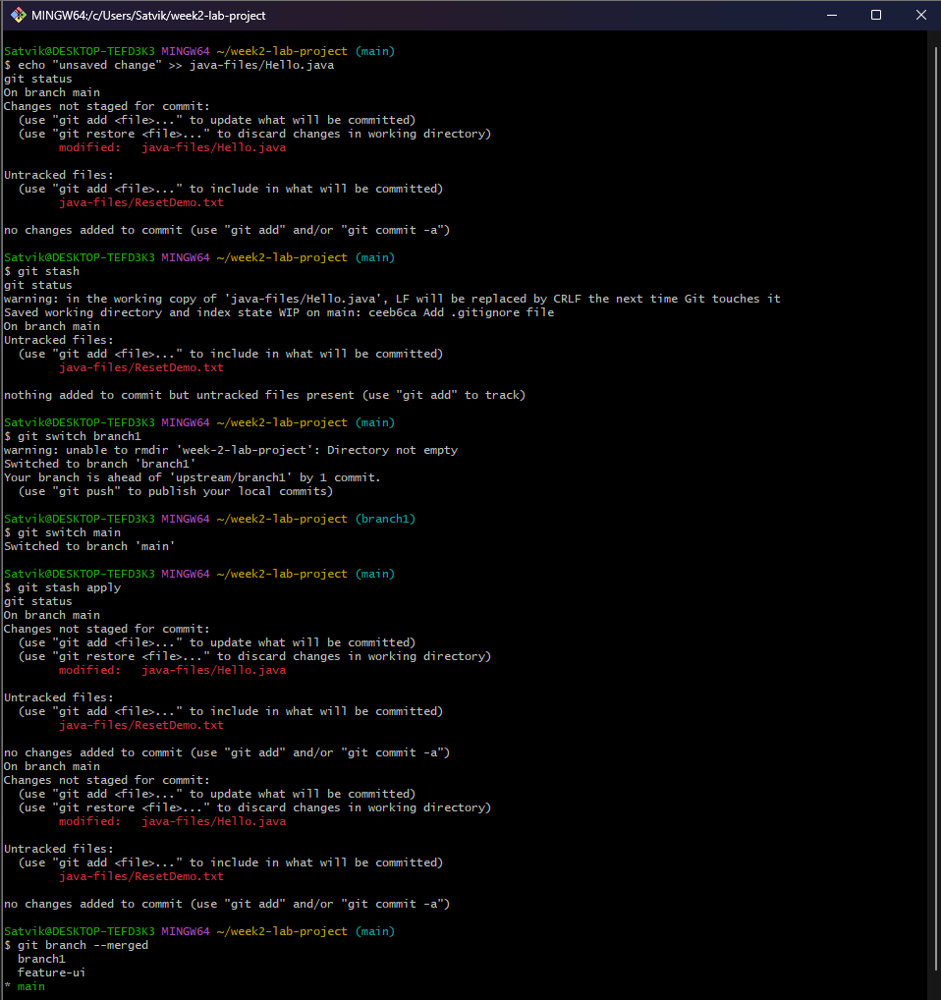 MINGW64:/c/Users/Satvik/week2-lab-project
Satvik@DESKTOP-TEFD3K3 MINGW64 ~/week2-lab-project (main)
$ echo "unsaved change" >> java-files/Hello.java
git status
On branch main
Changes not staged for commit:
  (use "git add <file>..." to update what will be committed)
  (use "git restore <file>..." to discard changes in working directory)
        modified:   java-files/Hello.java

Untracked files:
  (use "git add <file>..." to include in what will be committed)
        java-files/ResetDemo.txt

no changes added to commit (use "git add" and/or "git commit -a")

Satvik@DESKTOP-TEFD3K3 MINGW64 ~/week2-lab-project (main)
$ git stash
git status
warning: in the working copy of 'java-files/Hello.java', LF will be replaced by CRLF the next time Git touches it
Saved working directory and index state WIP on main: ceeb6ca Add .gitignore file
On branch main
Untracked files:
  (use "git add <file>..." to include in what will be committed)
        java-files/ResetDemo.txt

nothing added to commit but untracked files present (use "git add" to track)

Satvik@DESKTOP-TEFD3K3 MINGW64 ~/week2-lab-project (main)
$ git switch branch1
warning: unable to rmdir 'week-2-lab-project': Directory not empty
Switched to branch 'branch1'
Your branch is ahead of 'upstream/branch1' by 1 commit.
  (use "git push" to publish your local commits)

Satvik@DESKTOP-TEFD3K3 MINGW64 ~/week2-lab-project (branch1)
$ git switch main
Switched to branch 'main'

Satvik@DESKTOP-TEFD3K3 MINGW64 ~/week2-lab-project (main)
$ git stash apply
git status
On branch main
Changes not staged for commit:
  (use "git add <file>..." to update what will be committed)
  (use "git restore <file>..." to discard changes in working directory)
        modified:   java-files/Hello.java

Untracked files:
  (use "git add <file>..." to include in what will be committed)
        java-files/ResetDemo.txt

no changes added to commit (use "git add" and/or "git commit -a")
On branch main
Changes not staged for commit:
  (use "git add <file>..." to update what will be committed)
  (use "git restore <file>..." to discard changes in working directory)
        modified:   java-files/Hello.java

Untracked files:
  (use "git add <file>..." to include in what will be committed)
        java-files/ResetDemo.txt

no changes added to commit (use "git add" and/or "git commit -a")

Satvik@DESKTOP-TEFD3K3 MINGW64 ~/week2-lab-project (main)
$ git branch --merged
  branch1
  feature-ui
* main